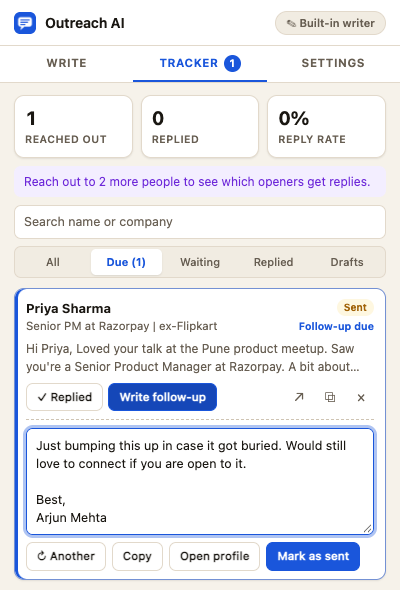 Outreach AI
✎ Built-in writer
WRITE
TRACKER 1
SETTINGS
1
REACHED OUT
0
REPLIED
0%
REPLY RATE
Reach out to 2 more people to see which openers get replies.
Search name or company
All
Due (1)
Waiting
Replied
Drafts
Priya Sharma
Sent
Senior PM at Razorpay | ex-Flipkart
Follow-up due
Hi Priya, Loved your talk at the Pune product meetup. Saw
you're a Senior Product Manager at Razorpay. A bit about…
✓ Replied
Write follow-up
Just bumping this up in case it got buried. Would still
love to connect if you are open to it.
Best,
Arjun Mehta
↻ Another
Copy
Open profile
Mark as sent